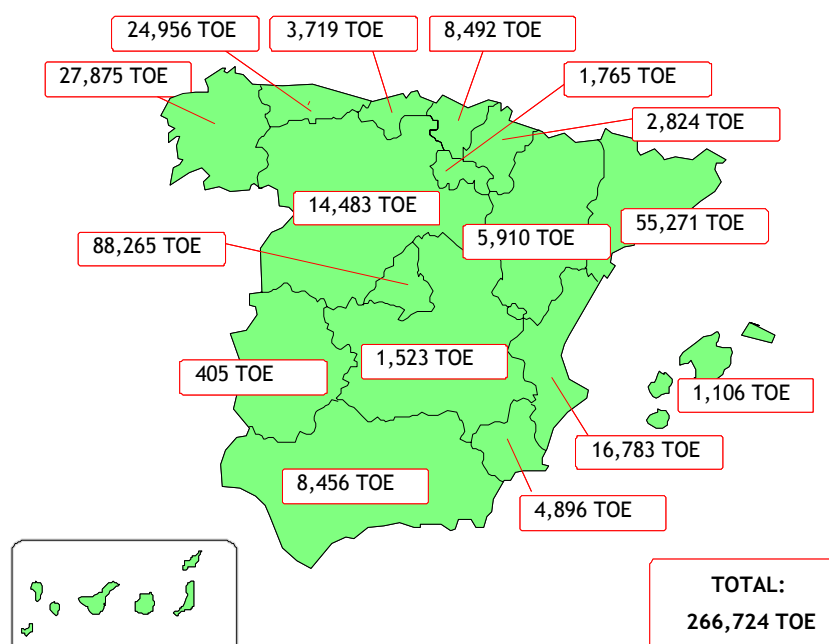 24,956 TOE
3,719 TOE
8,492 TOE
27,875 TOE
1,765 TOE
2,824 TOE
14,483 TOE
55,271 TOE
5,910 TOE
88,265 TOE
1,523 TOE
405 TOE
1,106 TOE
16,783 TOE
8,456 TOE
4,896 TOE
TOTAL:
266,724 TOE